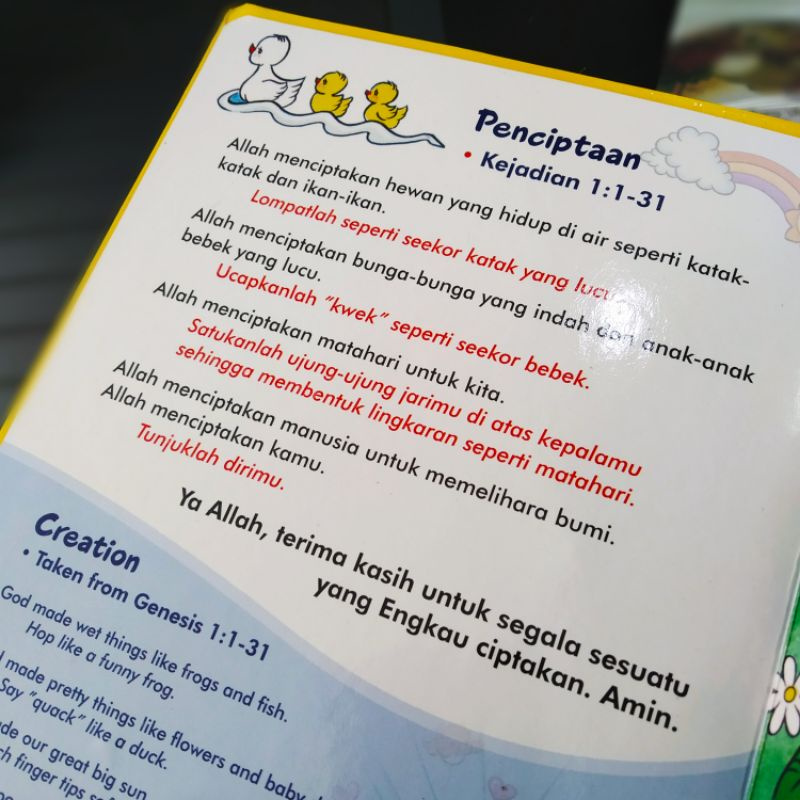 Penciptaan
• Kejadian 1:1-31
Allah menciptakan hewan yang hidup di air seperti katak-
katak dan ikan-ikan.
Lompatlah seperti seekor katak yang lucu
Allah menciptakan bunga-bunga yang indah dan anak-anak
bebek yang lucu.
Ucapkanlah "kwek" seperti seekor bebek.
Allah menciptakan matahari untuk kita.
Satukanlah ujung-ujung jarimu di atas kepalamu
sehingga membentuk lingkaran seperti matahari.
Allah menciptakan manusia untuk memelihara bumi.
Allah menciptakan kamu.
Tunjuklah dirimu.
Ya Allah, terima kasih untuk segala sesuatu
yang Engkau ciptakan. Amin.
Creation
• Taken from Genesis 1:1-31
God made wet things like frogs and fish.
Hop like a funny frog.
made pretty things like flowers and baby
Say "quack" like a duck.
our great big sun
finger tips